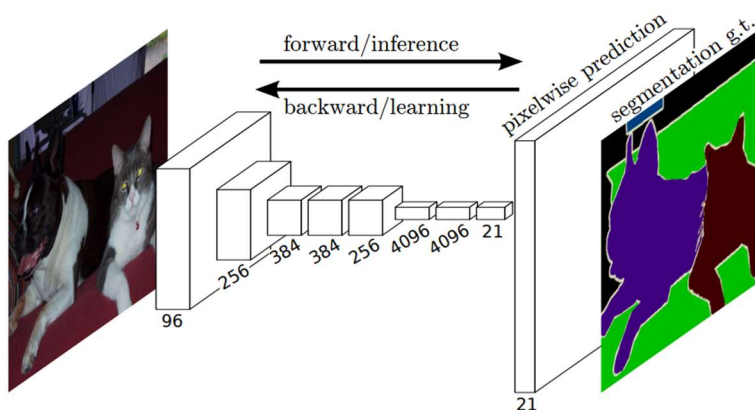 forward/inference
backward/learning
pixelwise prediction
segmentation g.t.
96
256
384
384
256
4096
4096
21
21